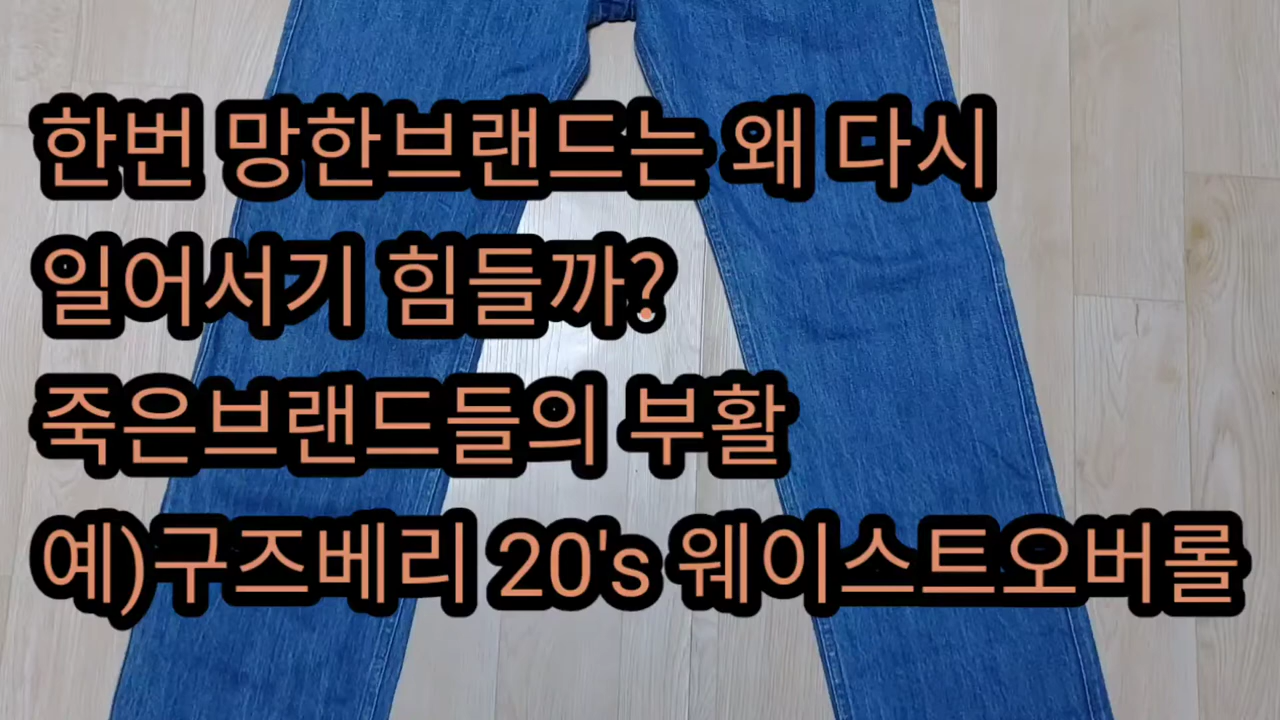 한번 망한브랜드는 왜 다시
일어서기 힘들까?
죽은브랜드들의 부활
예)구즈베리 20's 웨이스트오버롤